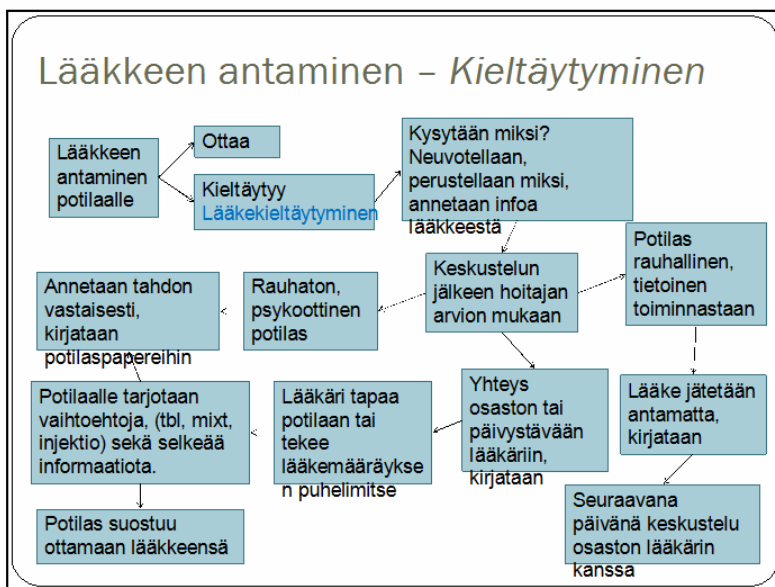 Lääkkeen antaminen – Kieltäytyminen
Lääkkeen
antaminen
potilaalle
Ottaa
Kieltäytyy
Lääkekieltäytyminen
Kysytään miksi?
Neuvotellaan,
perustellaan miksi,
annetaan infoa
lääkkeestä
Keskustelun
jälkeen hoitajan
arvion mukaan
Potilas
rauhallinen,
tietoinen
toiminnastaan
Rauhaton,
psykoottinen
potilas
Annetaan tahdon
vastaisesti,
kirjataan
potilaspapereihin
Potilaalle tarjotaan
vaihtoehtoja, (tbl, mixt,
injektio) sekä selkeää
informaatiota.
Lääkäri tapaa
potilaan tai
tekee
lääkemääräykse
n puhelimitse
Yhteys
osaston tai
päivystävään
lääkäriin,
kirjataan
Lääke jätetään
antamatta,
kirjataan
Potilas suostuu
ottamaan lääkkeensä
Seuraavana
päivänä keskustelu
osaston lääkärin
kanssa